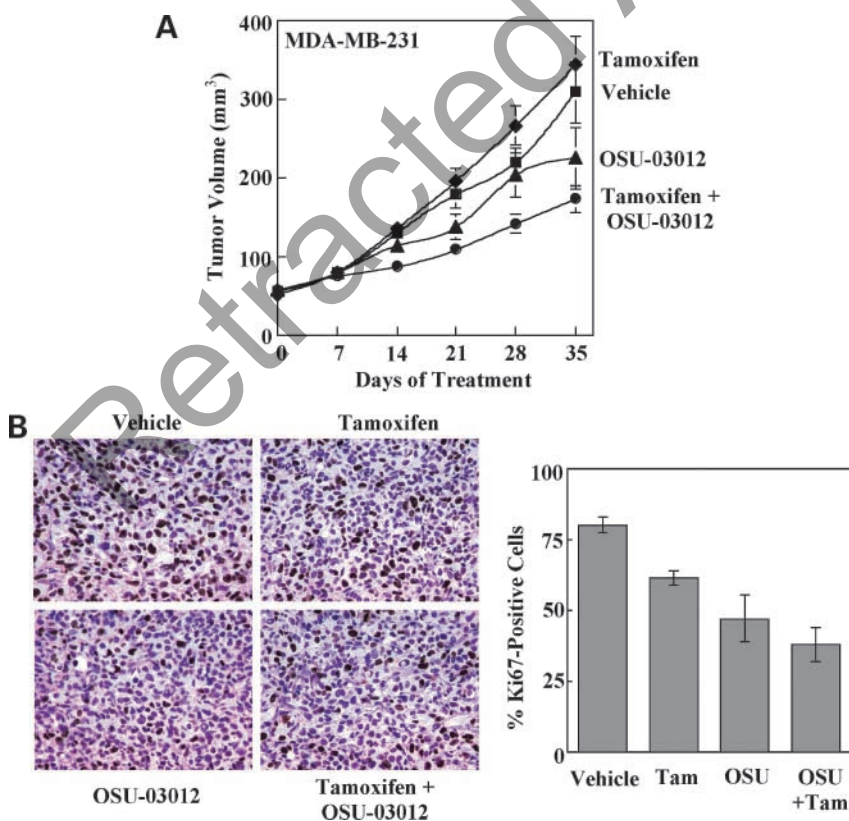 A
MDA-MB-231
Tumor Volume (mm³)
400
300
200
100
0
0 7 14 21 28 35
Days of Treatment
Tamoxifen
Vehicle
OSU-03012
Tamoxifen +
OSU-03012
Retracted
B
Vehicle
Tamoxifen
OSU-03012
Tamoxifen +
OSU-03012
% Ki67-Positive Cells
100
75
50
25
0
Vehicle Tam OSU OSU
+Tam